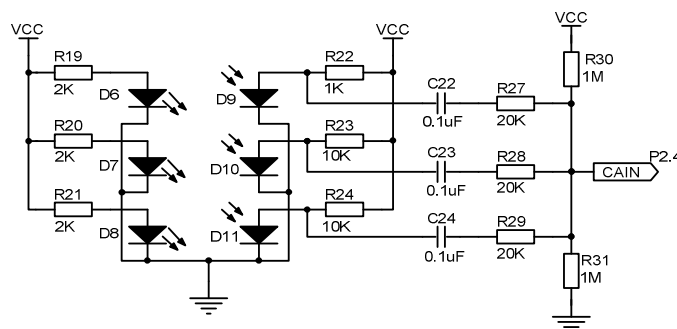 VCC
VCC
VCC
R19
2K
D6
R20
2K
D7
R21
2K
D8
D9
R22
1K
D10
R23
10K
D11
R24
10K
C22
0.1uF
R27
20K
C23
0.1uF
R28
20K
C24
0.1uF
R29
20K
R30
1M
P2.4
CAIN
R31
1M